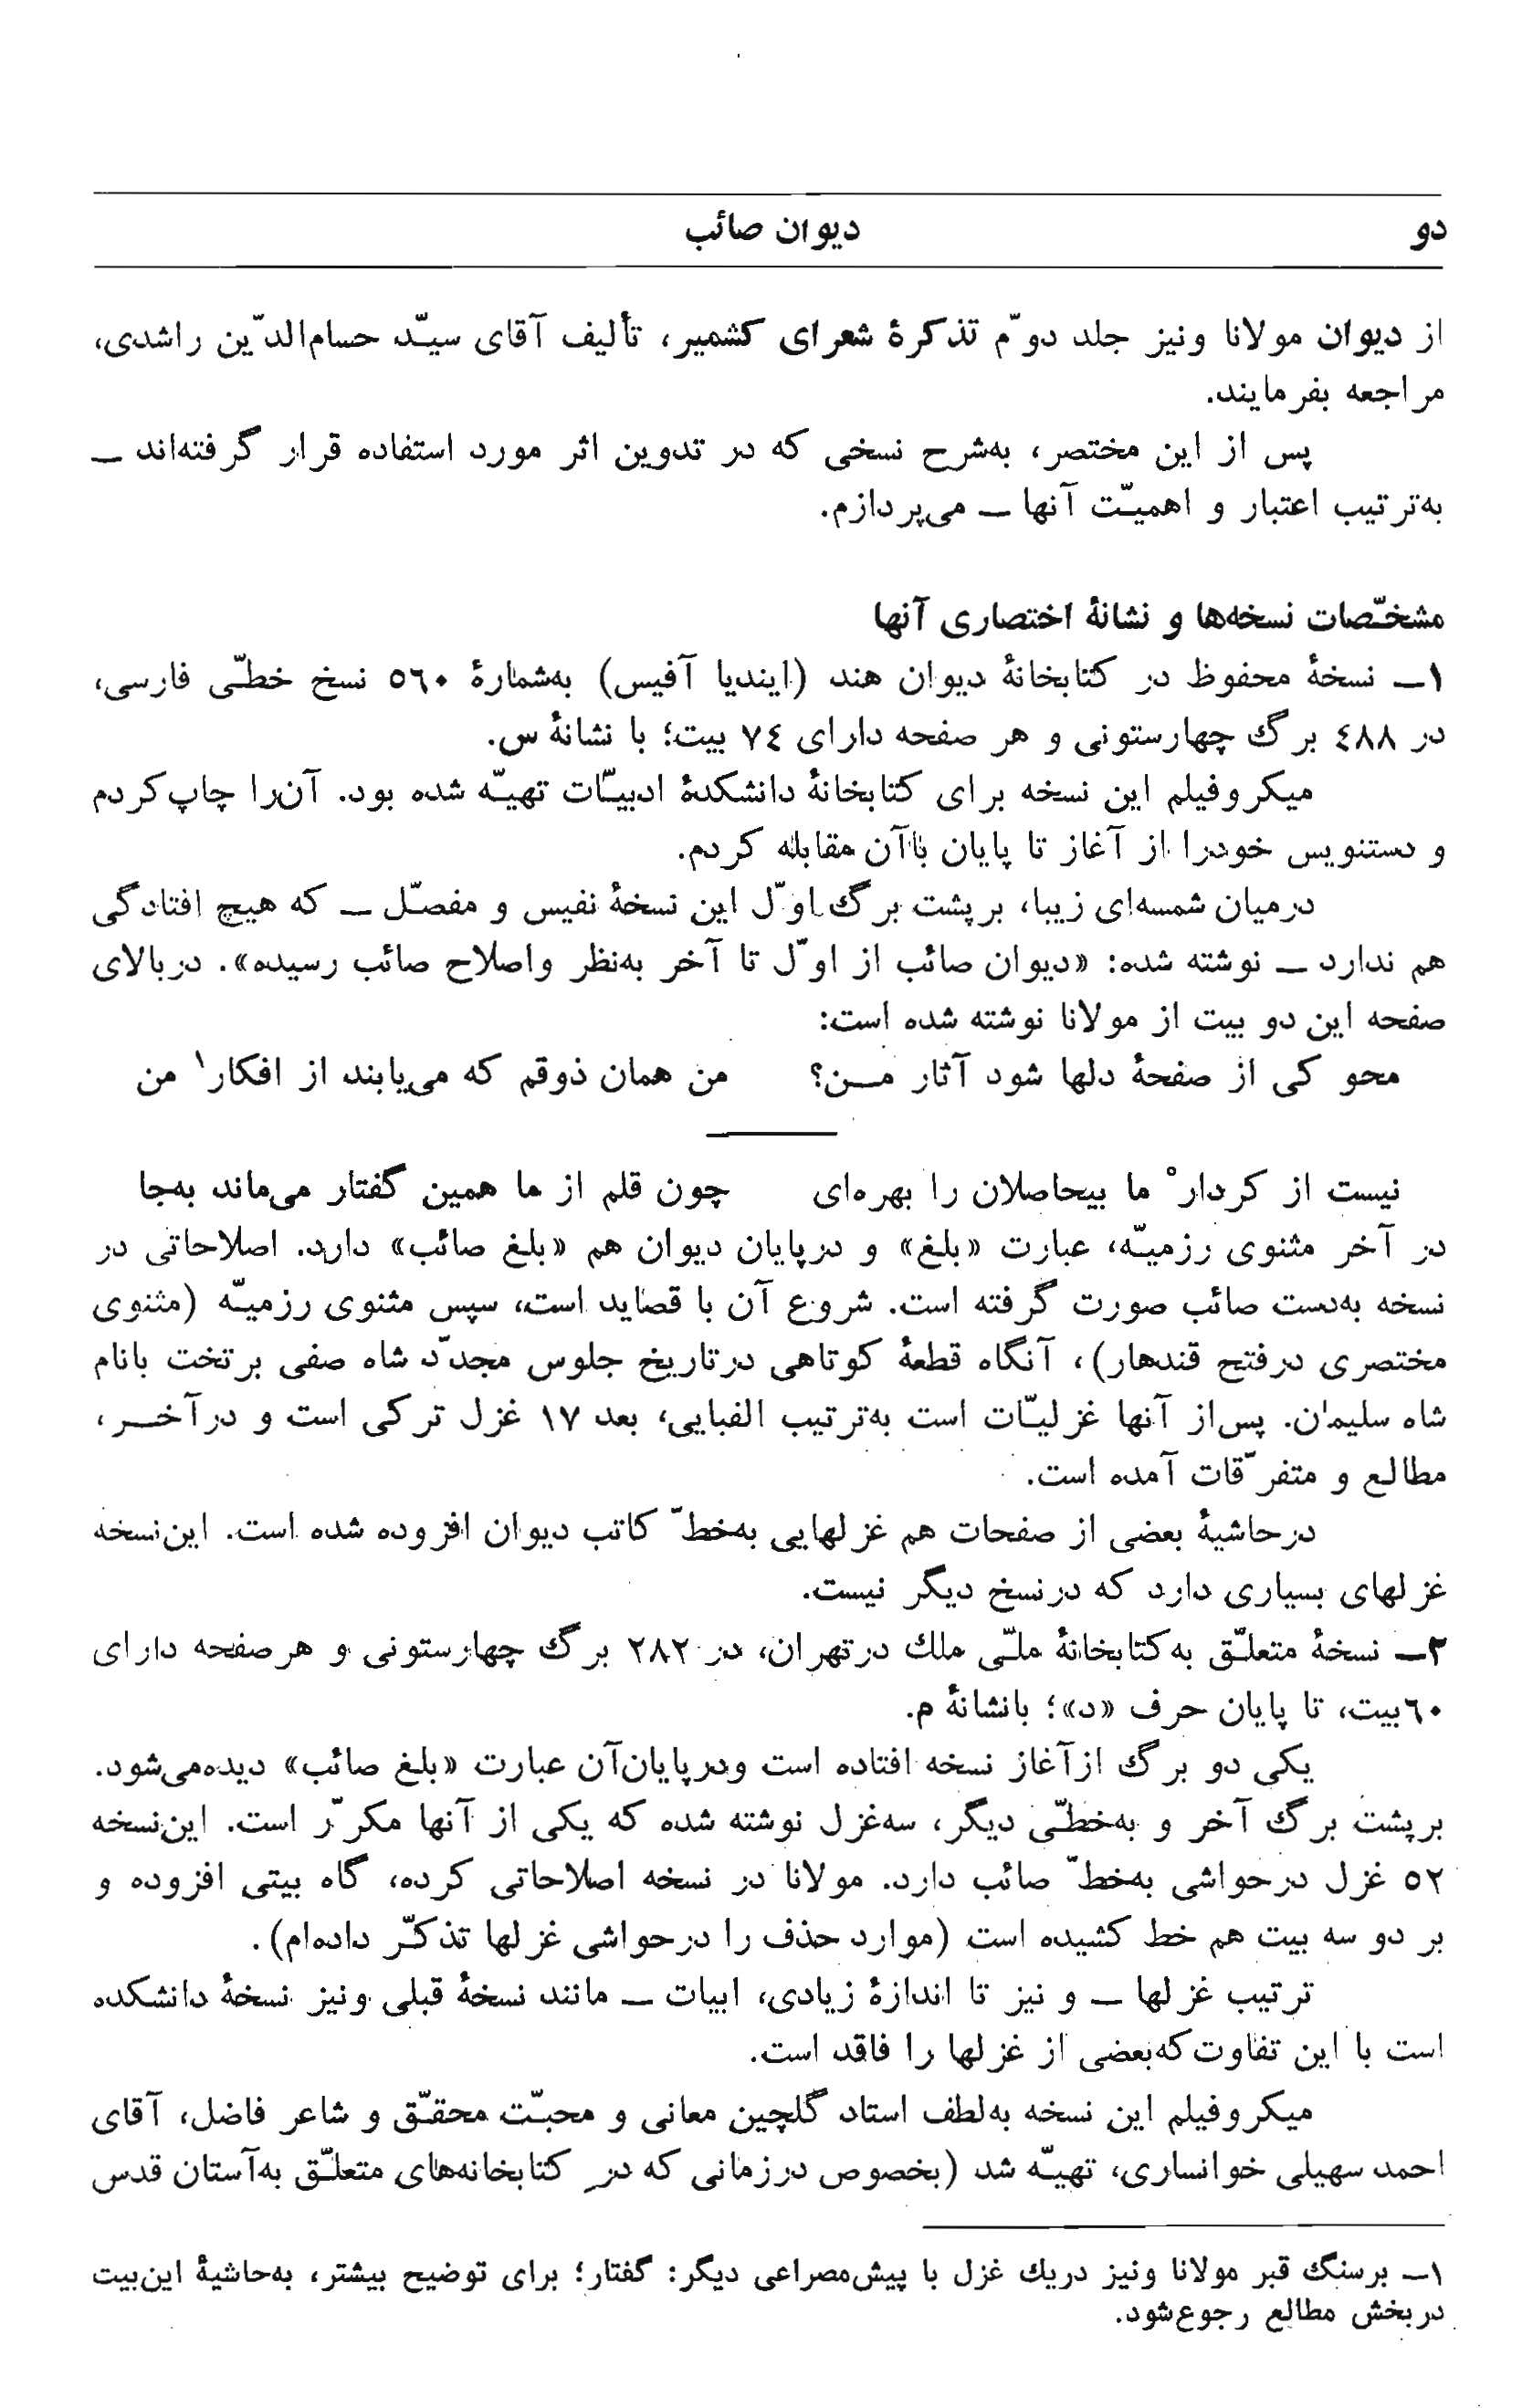 دو
دیوان صائب
از دیوان مولانا ونیز جلد دوّم تذکرهٔ شعرای کشمیر، تألیف آقای سیّد حسام‌الدّین راشدی،
مراجعه بفرمایند.
پس از این مختصر، به‌شرح نسخی که در تدوین اثر مورد استفاده قرار گرفته‌اند ـ
به‌ترتیب اعتبار و اهمیّت آنها ـ می‌پردازم.
مشخّصات نسخه‌ها و نشانهٔ اختصاری آنها
۱ـ نسخهٔ محفوظ در کتابخانهٔ دیوان هند (ایندیا آفیس) به‌شمارهٔ ٥٦٠ نسخ خطّی فارسی،
در ٤٨٨ برگ چهارستونی و هر صفحه دارای ٧٤ بیت؛ با نشانهٔ س.
میکروفیلم این نسخه برای کتابخانهٔ دانشکدهٔ ادبیّات تهیّه شده بود. آن‌را چاپ‌کردم
و دستنویس خودرا از آغاز تا پایان باآن مقابله کردم.
درمیان شمسه‌ای زیبا، برپشت برگ اوّل این نسخهٔ نفیس و مفصّل ـ که هیچ افتادگی
هم ندارد ـ نوشته شده: «دیوان صائب از اوّل تا آخر به‌نظر واصلاح صائب رسیده». دربالای
صفحه این دو بیت از مولانا نوشته شده است:
محو کی از صفحهٔ دلها شود آثار مـن؟ من همان ذوقم که می‌یابند از افکار۱ من
نیست از کردارْ ما بیحاصلان را بهره‌ای چون قلم از ما همین گفتار می‌ماند به‌جا
در آخر مثنوی رزمیّه، عبارت «بلغ» و درپایان دیوان هم «بلغ صائب» دارد. اصلاحاتی در
نسخه به‌دست صائب صورت گرفته است. شروع آن با قصاید است، سپس مثنوی رزمیّه (مثنوی
مختصری درفتح قندهار)، آنگاه قطعهٔ کوتاهی درتاریخ جلوس مجدّد شاه صفی برتخت بانام
شاه سلیمان. پس‌از آنها غزلیّات است به‌ترتیب الفبایی، بعد ۱۷ غزل ترکی است و درآخـر،
مطالع و متفرّقات آمده است.
درحاشیهٔ بعضی از صفحات هم غزلهایی به‌خطّ کاتب دیوان افزوده شده است. این‌نسخه
غزلهای بسیاری دارد که درنسخ دیگر نیست.
۲ـ نسخهٔ متعلّق به‌کتابخانهٔ ملّی ملك درتهران، در ۲۸۲ برگ چهارستونی و هرصفحه دارای
٦٠بیت، تا پایان حرف «د»؛ بانشانهٔ م.
یکی دو برگ ازآغاز نسخه افتاده است ودرپایان‌آن عبارت «بلغ صائب» دیده‌می‌شود.
برپشت برگ آخر و به‌خطّی دیگر، سه‌غزل نوشته شده که یکی از آنها مکرّر است. این‌نسخه
٥٢ غزل درحواشی به‌خطّ صائب دارد. مولانا در نسخه اصلاحاتی کرده، گاه بیتی افزوده و
بر دو سه بیت هم خط کشیده است (موارد حذف را درحواشی غزلها تذکّر داده‌ام).
ترتیب غزلها ـ و نیز تا اندازهٔ زیادی، ابیات ـ مانند نسخهٔ قبلی ونیز نسخهٔ دانشکده
است با این تفاوت‌که‌بعضی از غزلها را فاقد است.
میکروفیلم این نسخه به‌لطف استاد گلچین معانی و محبّت محقّق و شاعر فاضل، آقای
احمد سهیلی خوانساری، تهیّه شد (بخصوص درزمانی که در کتابخانه‌های متعلّق به‌آستان قدس
۱ـ برسنگ قبر مولانا ونیز دریك غزل با پیش‌مصراعی دیگر: گفتار؛ برای توضیح بیشتر، به‌حاشیهٔ این‌بیت
دربخش مطالع رجوع‌شود.